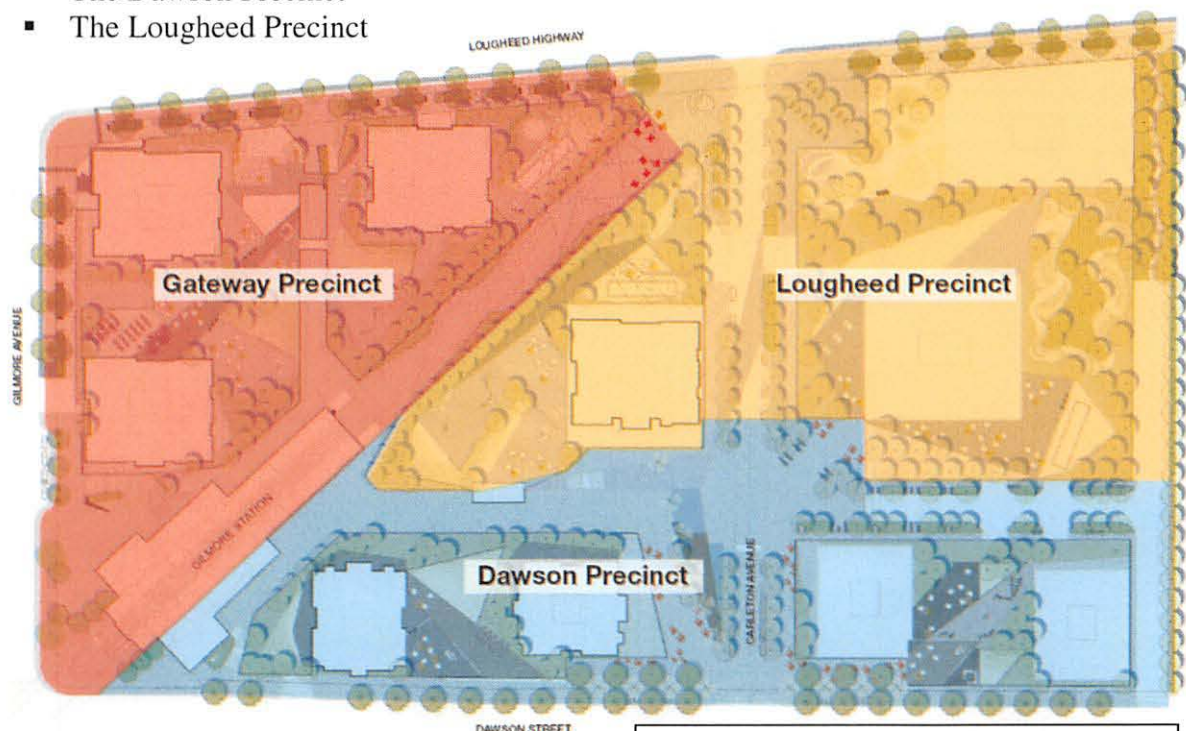 ▪ The Lougheed Precinct
LOUGHEED HIGHWAY
Gateway Precinct
Lougheed Precinct
GILMORE AVENUE
GILMORE STATION
Dawson Precinct
CARLETON AVENUE
DAWSON STREET